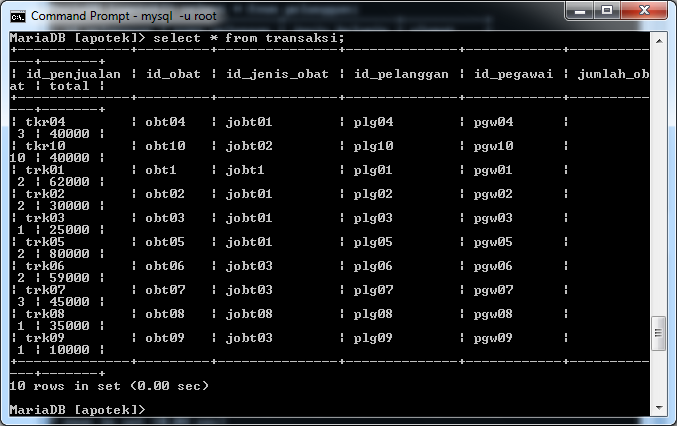 Command Prompt - mysql -u root
MariaDB [apotek]> select * from transaksi;
+---------------+----------+----------------+--------------+------------+----------
---+-------+
| id_penjualan | id_obat | id_jenis_obat | id_pelanggan | id_pegawai | jumlah_ob
at | total |
+---------------+----------+----------------+--------------+------------+----------
---+-------+
| tkr04 | obt04 | jobt01 | plg04 | pgw04 |
3 | 40000 |
| tkr10 | obt10 | jobt02 | plg10 | pgw10 |
10 | 40000 |
| trk01 | obt1 | jobt1 | plg01 | pgw01 |
2 | 62000 |
| trk02 | obt02 | jobt01 | plg02 | pgw02 |
2 | 30000 |
| trk03 | obt03 | jobt01 | plg03 | pgw03 |
1 | 25000 |
| trk05 | obt05 | jobt01 | plg05 | pgw05 |
2 | 80000 |
| trk06 | obt06 | jobt03 | plg06 | pgw06 |
2 | 59000 |
| trk07 | obt07 | jobt03 | plg07 | pgw07 |
3 | 45000 |
| trk08 | obt08 | jobt08 | plg08 | pgw08 |
1 | 35000 |
| trk09 | obt09 | jobt03 | plg09 | pgw09 |
1 | 10000 |
+---------------+----------+----------------+--------------+------------+----------
---+-------+
10 rows in set (0.00 sec)
MariaDB [apotek]>